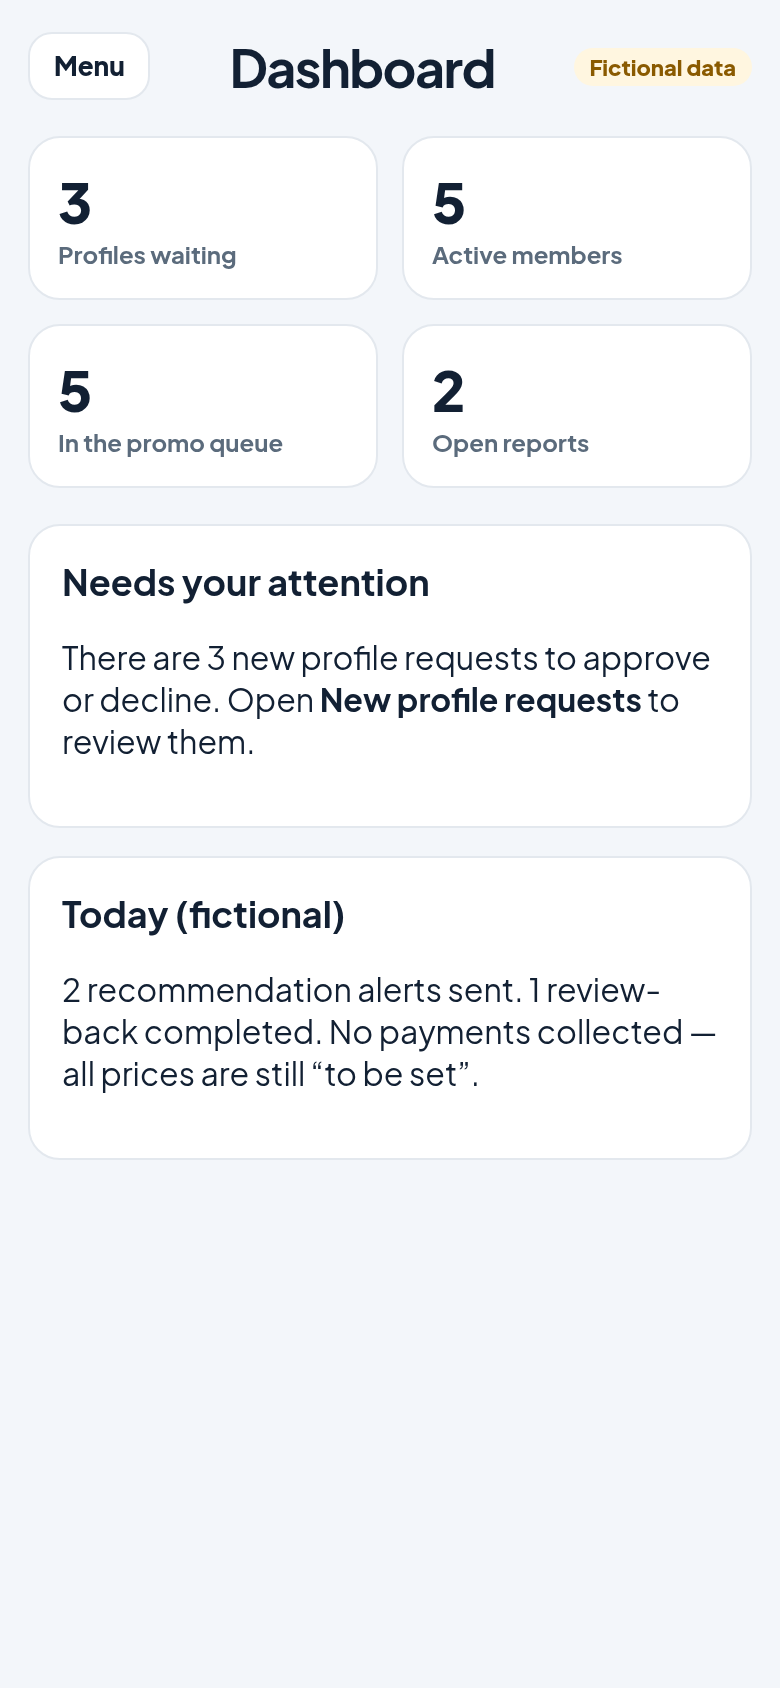 Menu
Dashboard
Fictional data
3
Profiles waiting
5
Active members
5
In the promo queue
2
Open reports
Needs your attention
There are 3 new profile requests to approve
or decline. Open New profile requests to
review them.
Today (fictional)
2 recommendation alerts sent. 1 review-
back completed. No payments collected —
all prices are still “to be set”.